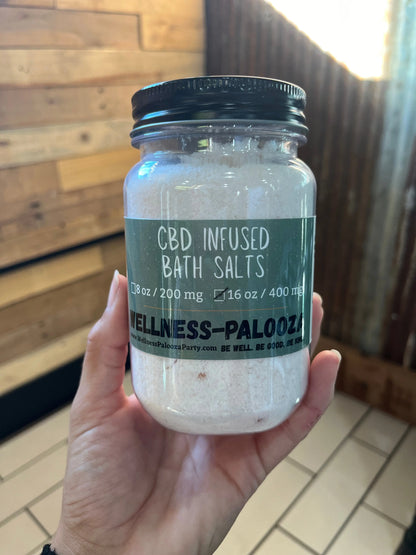 CBD INFUSED
BATH SALTS
8 oz / 200 mg 16 oz / 400 mg
WELLNESS-PALOOZA
www.WellnessPaloozaParty.com BE WELL. BE GOOD. BE